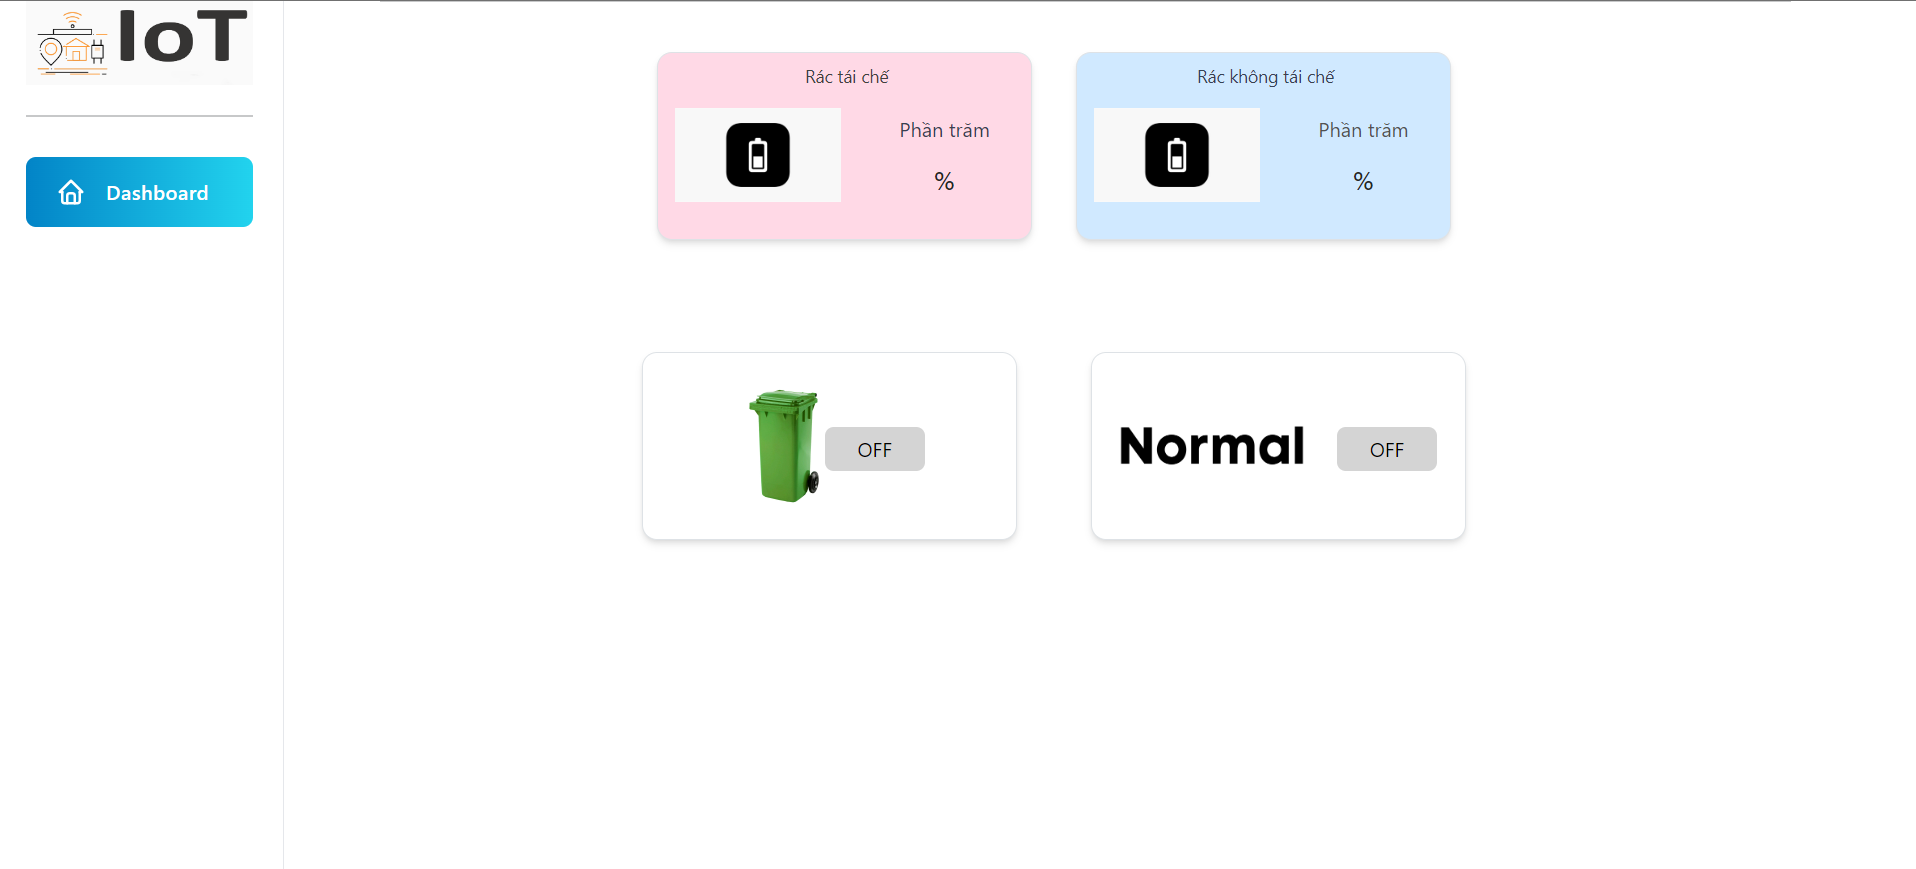 IoT
Dashboard
Rác tái chế
Phần trăm
%
Rác không tái chế
Phần trăm
%
OFF
Normal
OFF